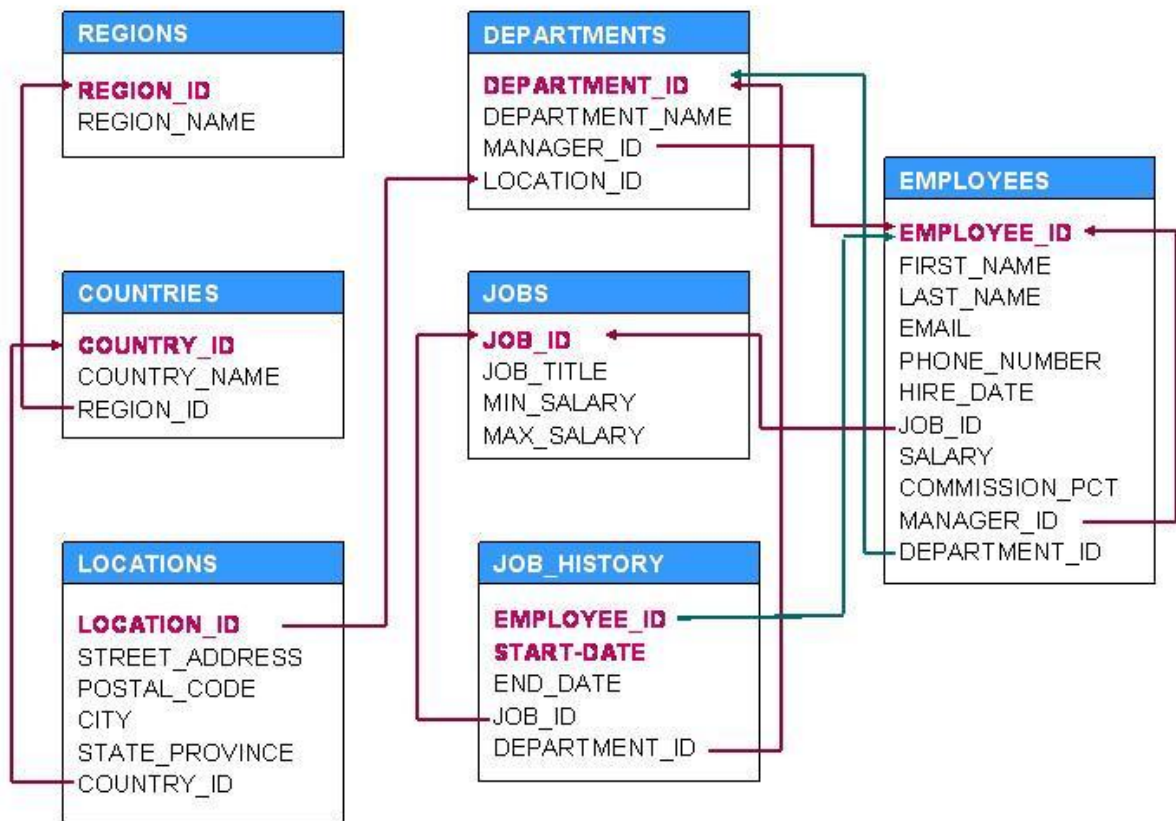 REGIONS
REGION_ID
REGION_NAME
DEPARTMENTS
DEPARTMENT_ID
DEPARTMENT_NAME
MANAGER_ID
LOCATION_ID
EMPLOYEES
EMPLOYEE_ID
FIRST_NAME
LAST_NAME
EMAIL
PHONE_NUMBER
HIRE_DATE
JOB_ID
SALARY
COMMISSION_PCT
MANAGER_ID
DEPARTMENT_ID
COUNTRIES
COUNTRY_ID
COUNTRY_NAME
REGION_ID
JOBS
JOB_ID
JOB_TITLE
MIN_SALARY
MAX_SALARY
LOCATIONS
LOCATION_ID
STREET_ADDRESS
POSTAL_CODE
CITY
STATE_PROVINCE
COUNTRY_ID
JOB_HISTORY
EMPLOYEE_ID
START-DATE
END_DATE
JOB_ID
DEPARTMENT_ID